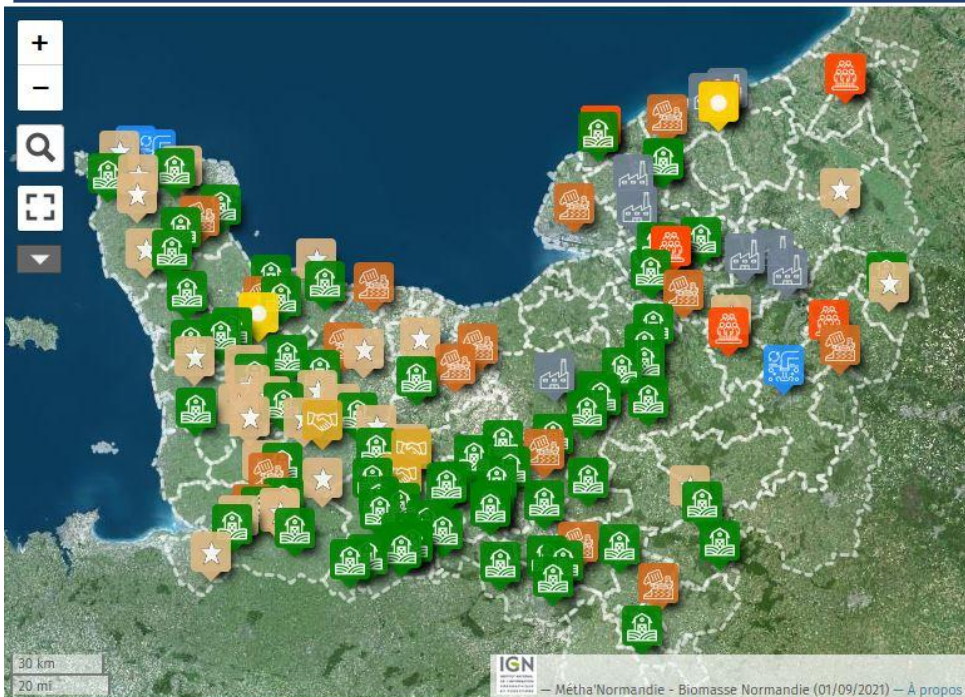 +
−
30 km
20 mi
IGN
— Métha'Normandie - Biomasse Normandie (01/09/2021) – À propos